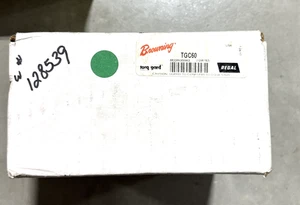 # W 128539
Browning
TGC60
torq gard
REGAL